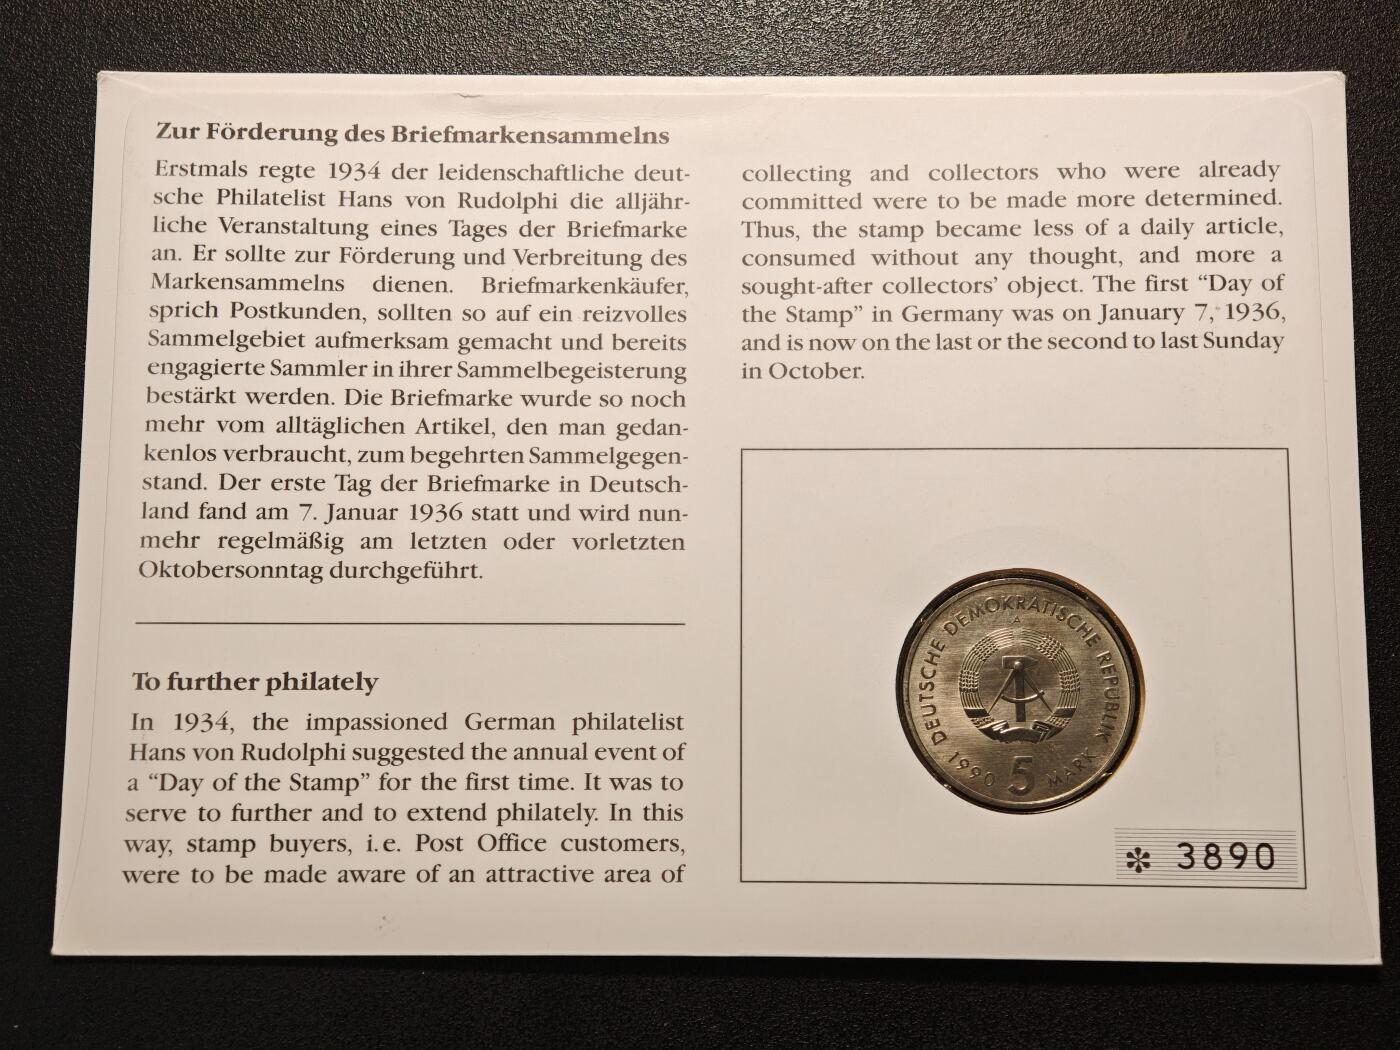 Zur Förderung des Briefmarkensammelns
Erstmals regte 1934 der leidenschaftliche deut-
sche Philatelist Hans von Rudolphi die alljähr-
liche Veranstaltung eines Tages der Briefmarke
an. Er sollte zur Förderung und Verbreitung des
Markensammelns dienen. Briefmarkenkäufer,
sprich Postkunden, sollten so auf ein reizvolles
Sammelgebiet aufmerksam gemacht und bereits
engagierte Sammler in ihrer Sammelbegeisterung
bestärkt werden. Die Briefmarke wurde so noch
mehr vom alltäglichen Artikel, den man gedan-
kenlos verbraucht, zum begehrten Sammelgegen-
stand. Der erste Tag der Briefmarke in Deutsch-
land fand am 7. Januar 1936 statt und wird nun-
mehr regelmäßig am letzten oder vorletzten
Oktobersonntag durchgeführt.
To further philately
In 1934, the impassioned German philatelist
Hans von Rudolphi suggested the annual event of
a “Day of the Stamp” for the first time. It was to
serve to further and to extend philately. In this
way, stamp buyers, i. e. Post Office customers,
were to be made aware of an attractive area of
collecting and collectors who were already
committed were to be made more determined.
Thus, the stamp became less of a daily article,
consumed without any thought, and more a
sought-after collectors’ object. The first “Day of
the Stamp” in Germany was on January 7, 1936,
and is now on the last or the second to last Sunday
in October.
DEUTSCHE DEMOKRATISCHE REPUBLIK
A
1990 5 MARK
✻ 3890